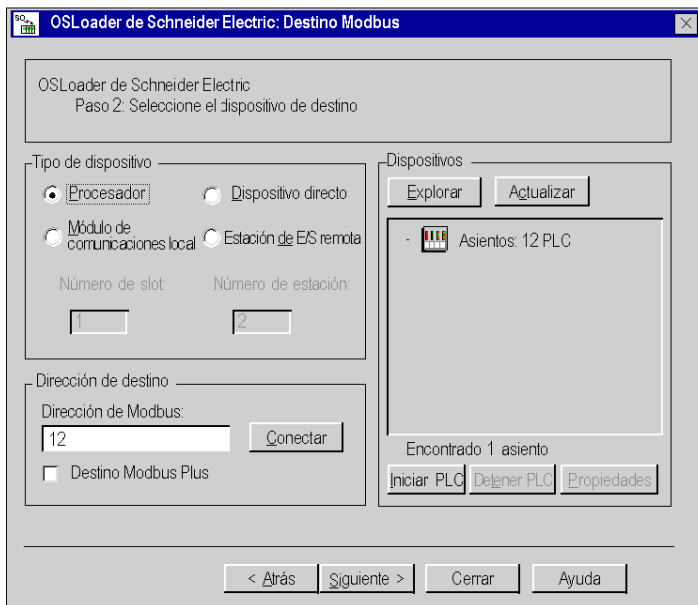 OSLoader de Schneider Electric: Destino Modbus
OSLoader de Schneider Electric
Paso 2: Seleccione el dispositivo de destino
Tipo de dispositivo
Procesador
Dispositivo directo
Módulo de
comunicaciones local
Estación de E/S remota
Número de slot:
Número de estación:
1
2
Dirección de destino
Dirección de Modbus:
12
Conectar
Destino Modbus Plus
Dispositivos
Explorar
Actualizar
- Asientos: 12 PLC
Encontrado 1 asiento
Iniciar PLC
Detener PLC
Propiedades
< Atrás
Siguiente >
Cerrar
Ayuda